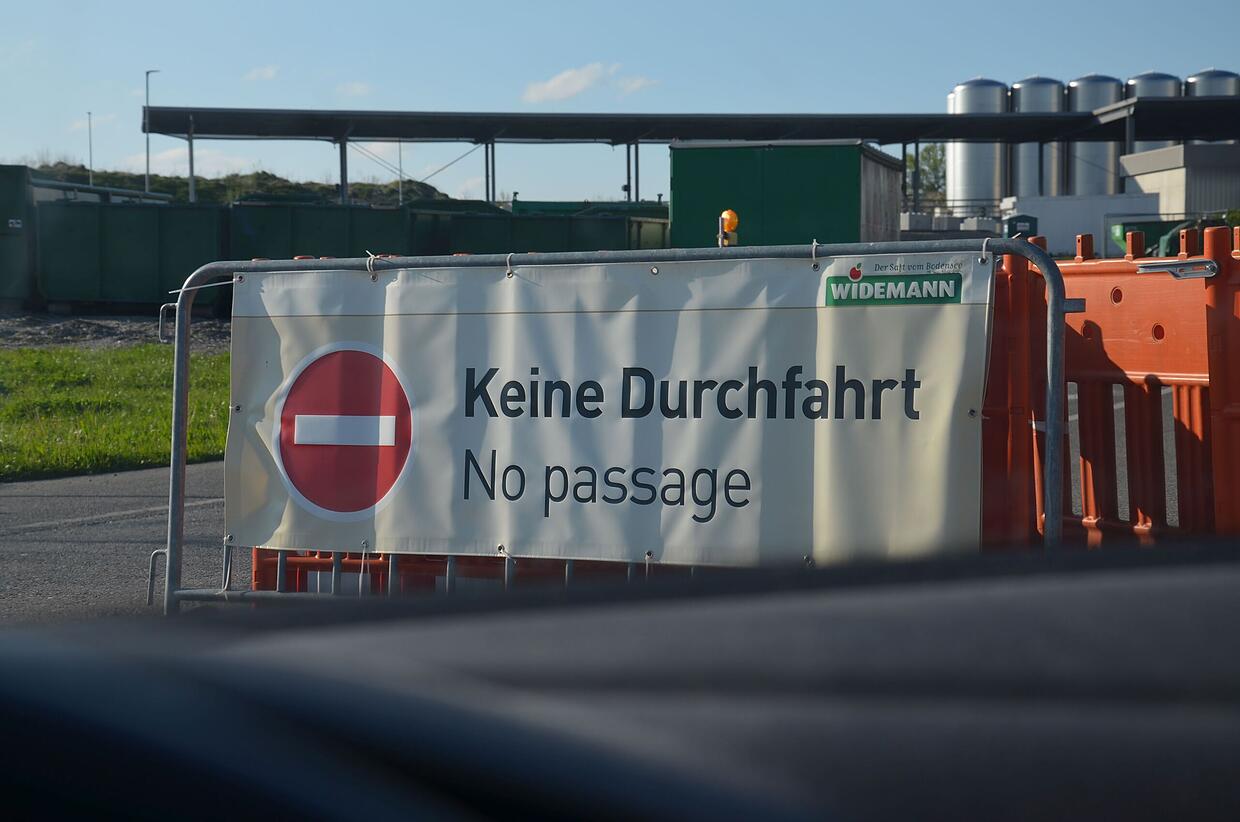 Der Saft vom Bodensee
WIDEMANN
Keine Durchfahrt
No passage